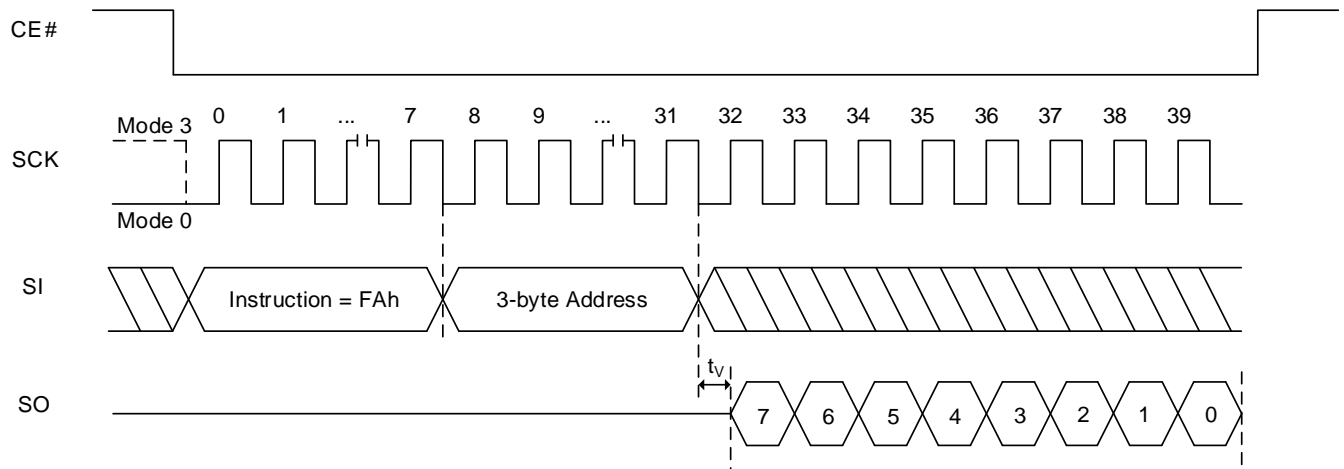 CE#
0 1 ... 7 8 9 ... 31 32 33 34 35 36 37 38 39
Mode 3
SCK
Mode 0
SI
Instruction = FAh 3-byte Address
tV
SO
7 6 5 4 3 2 1 0